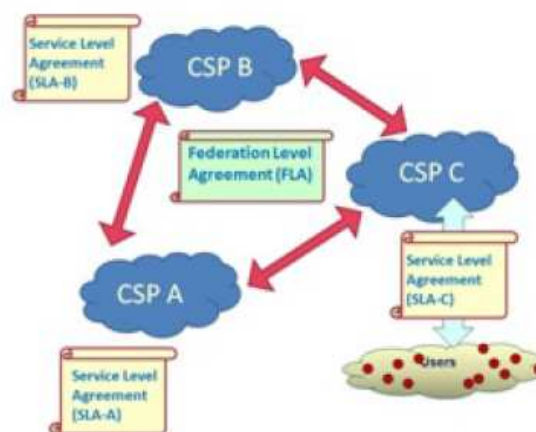 Service Level
Agreement
(SLA-B)
CSP B
Federation Level
Agreement (FLA)
CSP C
Service Level
Agreement
(SLA-C)
CSP A
Users
Service Level
Agreement
(SLA-A)